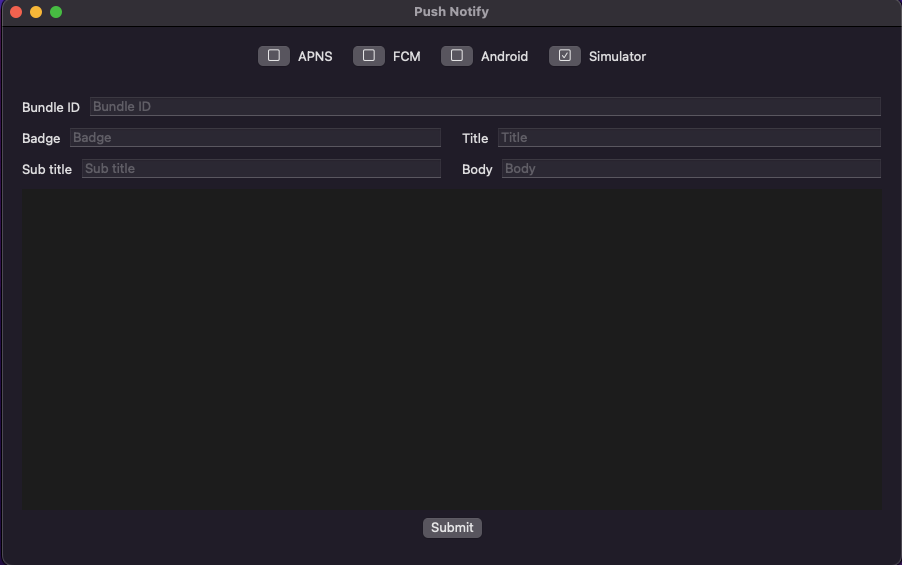 Push Notify
APNS FCM Android Simulator
Bundle ID Bundle ID
Badge Badge Title Title
Sub title Sub title Body Body
Submit